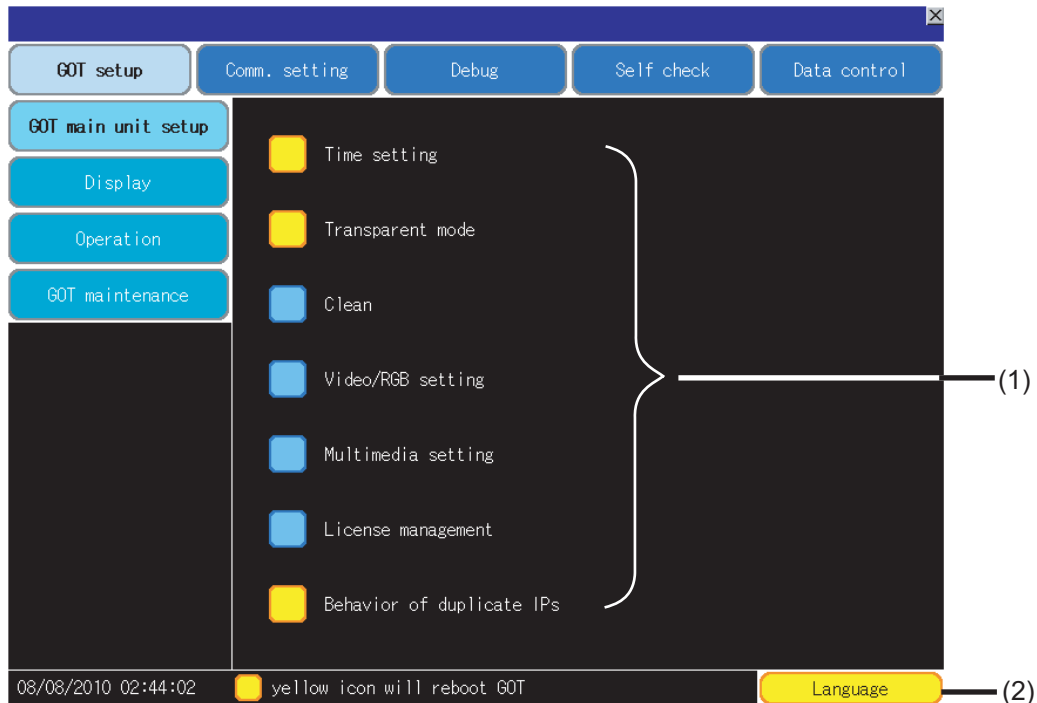 GOT setup
Comm. setting
Debug
Self check
Data control
GOT main unit setup
Display
Operation
GOT maintenance
Time setting
Transparent mode
Clean
Video/RGB setting
Multimedia setting
License management
Behavior of duplicate IPs
(1)
08/08/2010 02:44:02
yellow icon will reboot GOT
Language
(2)